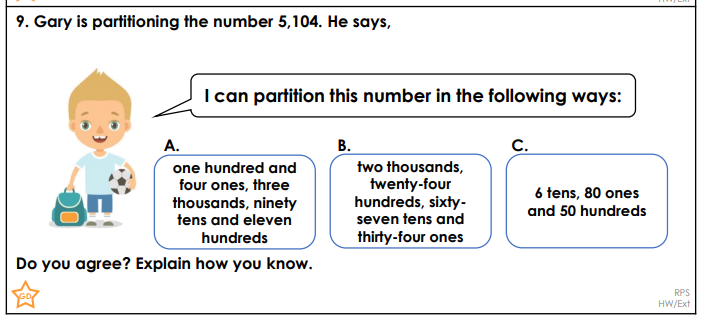 9. Gary is partitioning the number 5,104. He says,
I can partition this number in the following ways:
A.
one hundred and
four ones, three
thousands, ninety
tens and eleven
hundreds
B.
two thousands,
twenty-four
hundreds, sixty-
seven tens and
thirty-four ones
C.
6 tens, 80 ones
and 50 hundreds
Do you agree? Explain how you know.
GD
RPS
HW/Ext